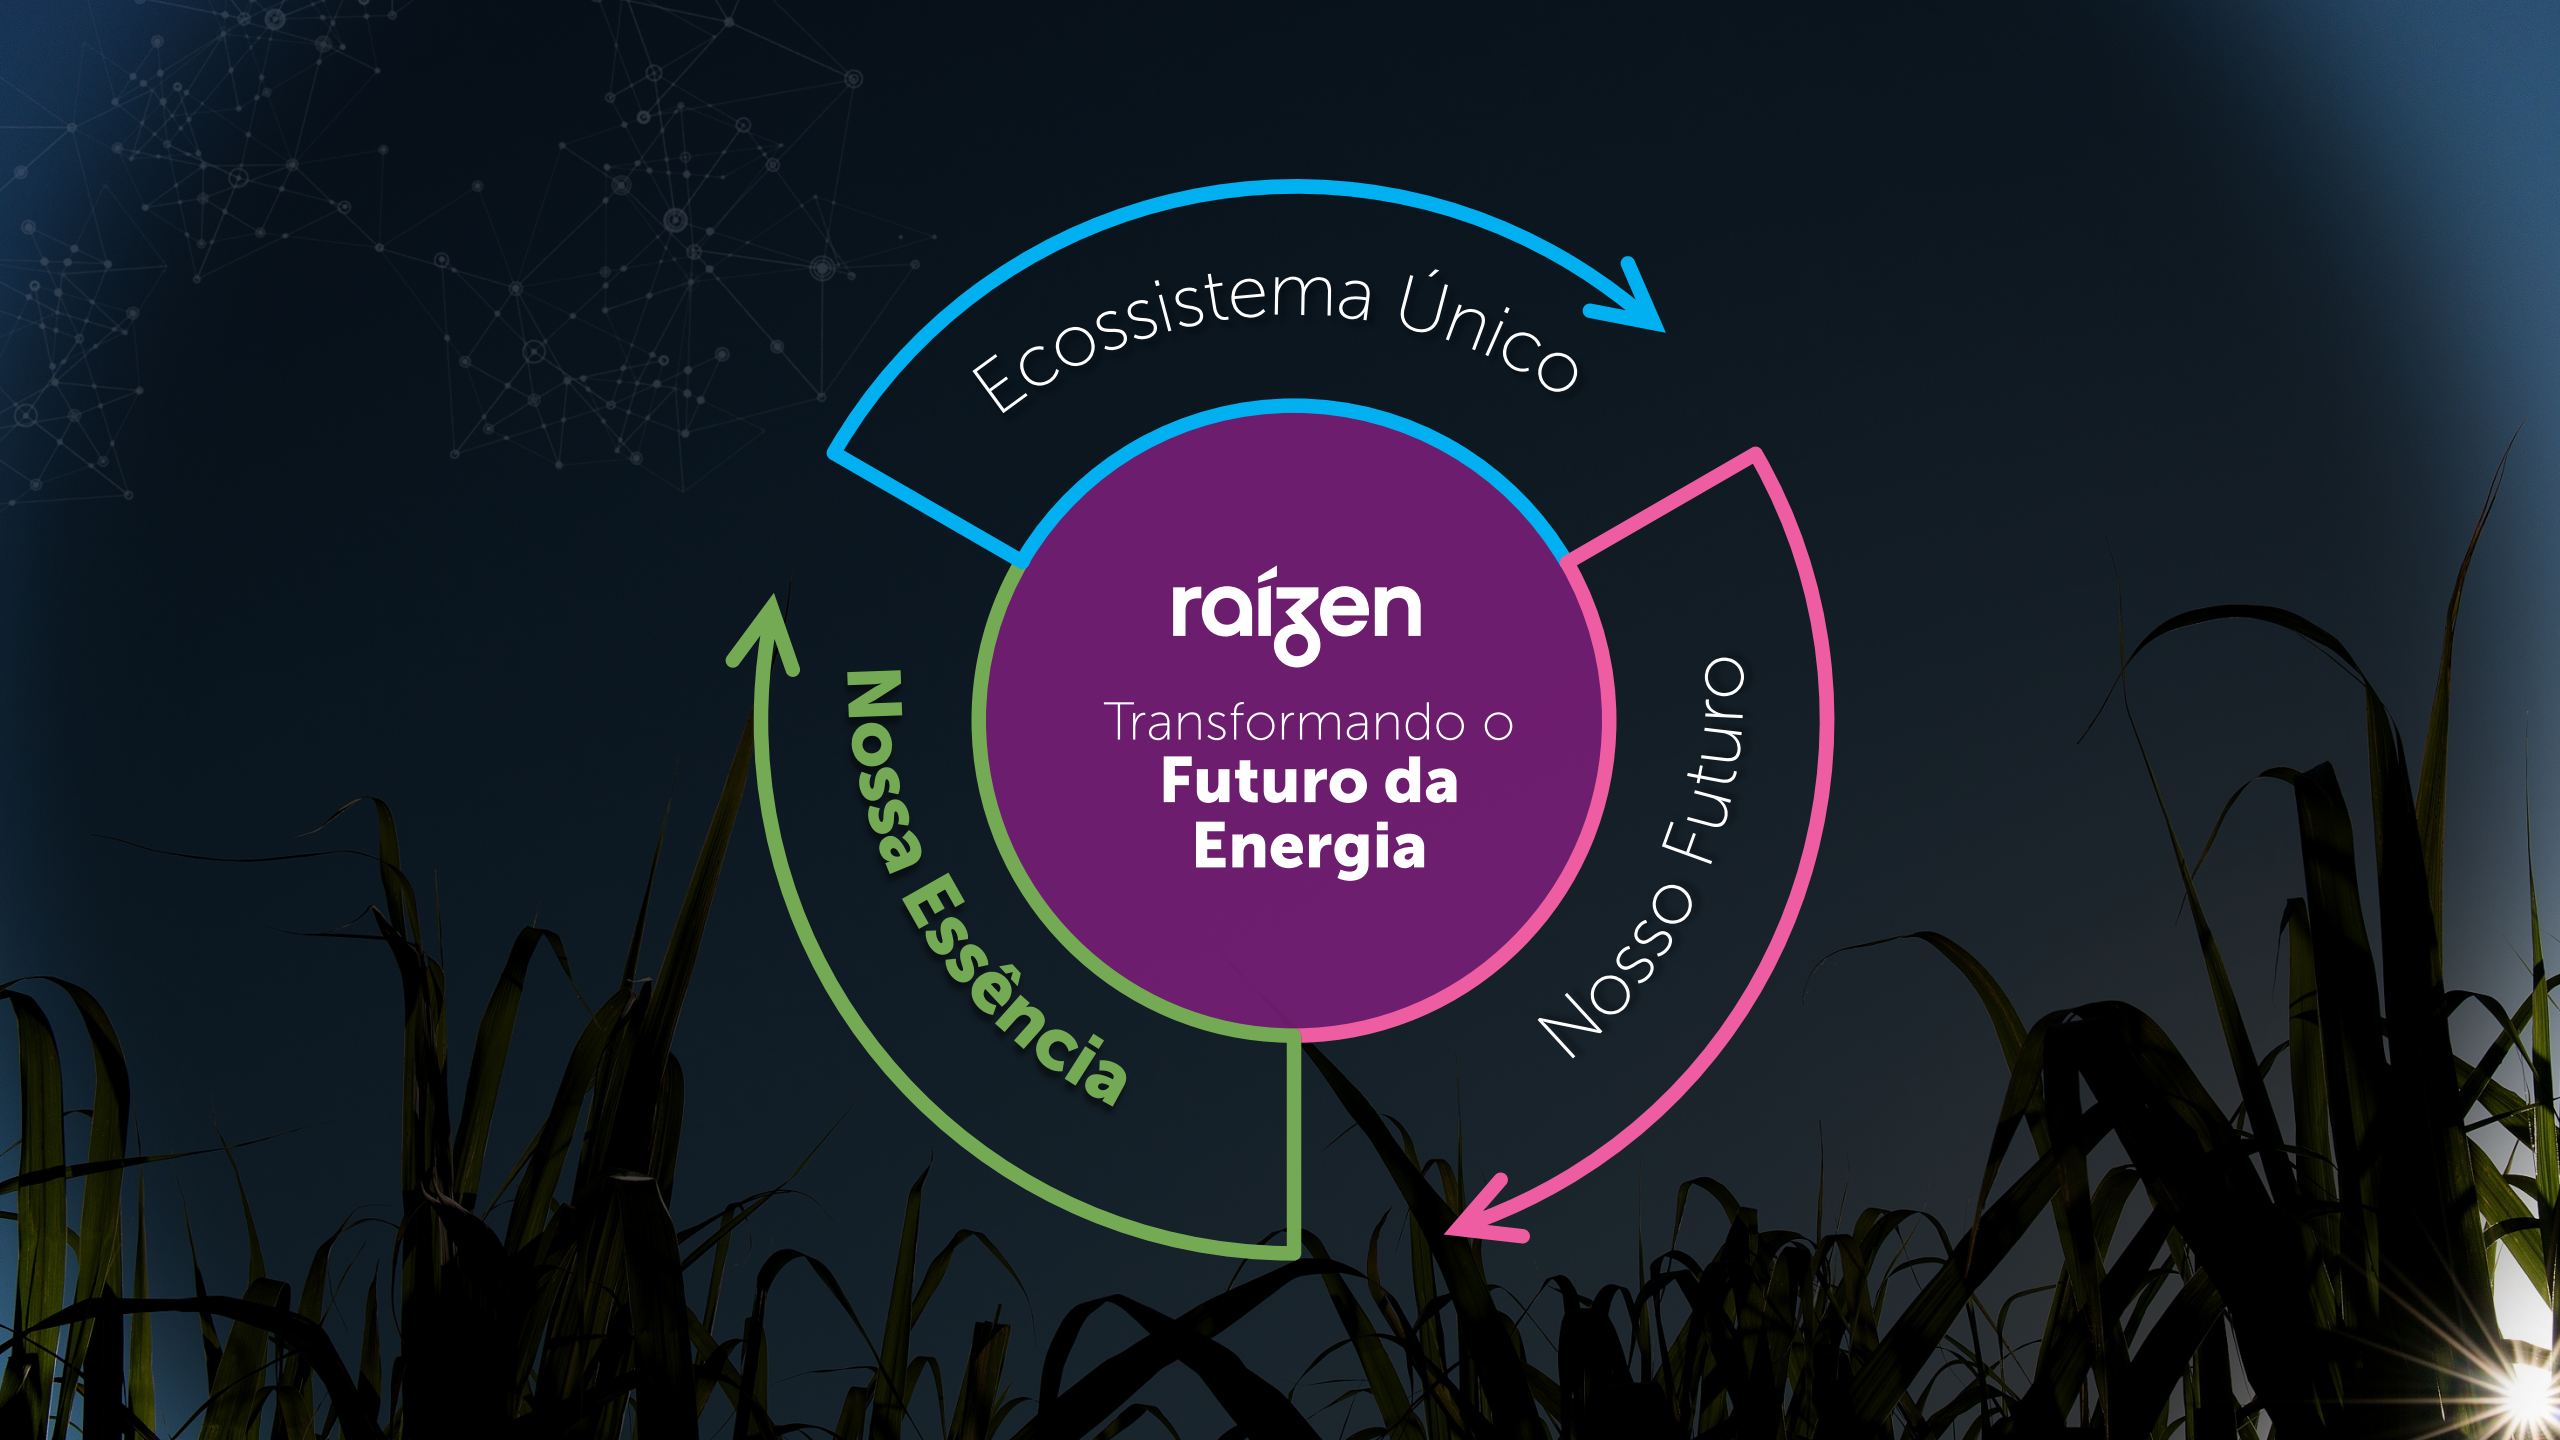 Ecossistema Único
raízen
Transformando o
Futuro da
Energia
Nosso Futuro
Nossa Essência